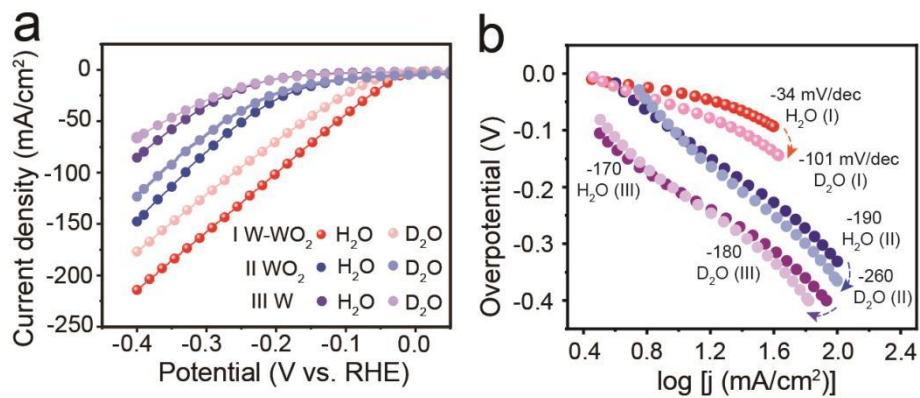 a
Current density (mA/cm²)
0
-50
-100
-150
-200
-250
-0.4 -0.3 -0.2 -0.1 0.0
Potential (V vs. RHE)
I W-WO₂ H₂O D₂O
II WO₂ H₂O D₂O
III W H₂O D₂O
b
Overpotential (V)
0.0
-0.1
-0.2
-0.3
-0.4
0.4 0.8 1.2 1.6 2.0 2.4
log [j (mA/cm²)]
-34 mV/dec
H₂O (I)
-101 mV/dec
D₂O (I)
-170
H₂O (III)
-190
H₂O (II)
-180
D₂O (III)
-260
D₂O (II)